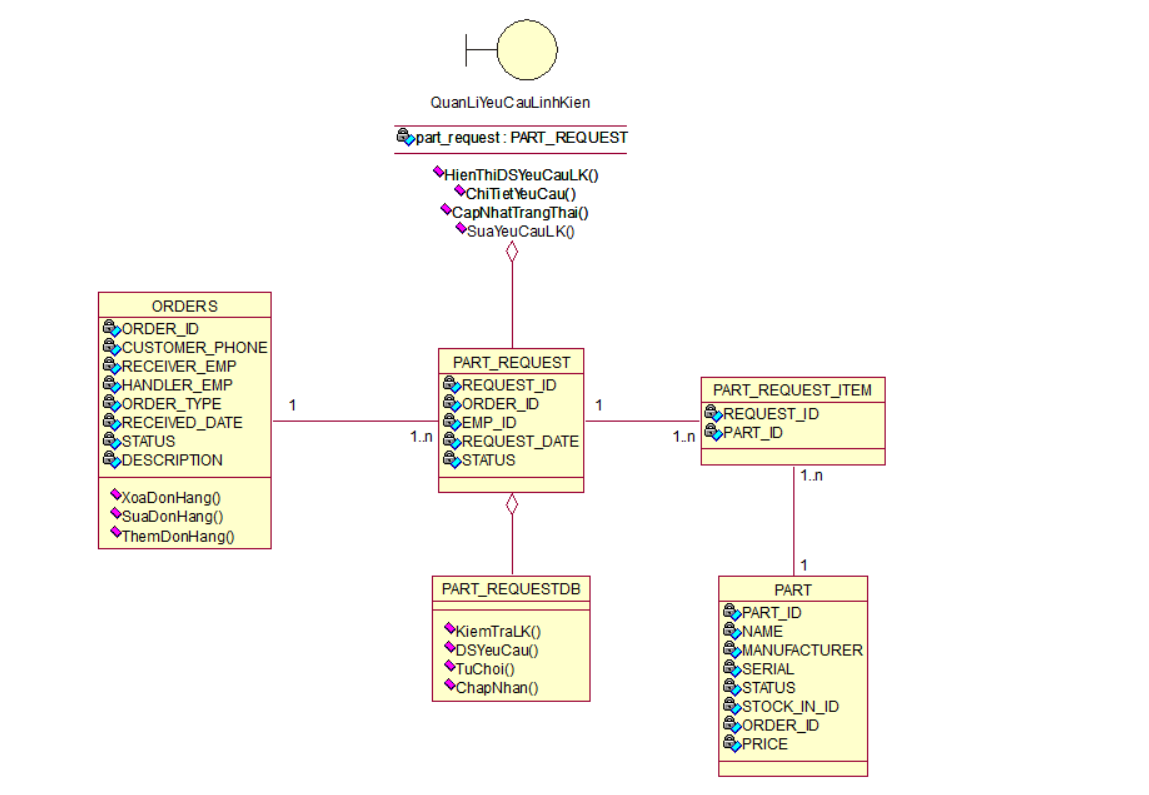 QuanLiYeuCauLinhKien
part_request : PART_REQUEST
HienThiDSYeuCauLK()
ChiTietYeuCau()
CapNhatTrangThai()
SuaYeuCauLK()
ORDERS
ORDER_ID
CUSTOMER_PHONE
RECEIVER_EMP
HANDLER_EMP
ORDER_TYPE
RECEIVED_DATE
STATUS
DESCRIPTION
XoaDonHang()
SuaDonHang()
ThemDonHang()
1
1..n
PART_REQUEST
REQUEST_ID
ORDER_ID
EMP_ID
REQUEST_DATE
STATUS
1
1..n
PART_REQUEST_ITEM
REQUEST_ID
PART_ID
1..n
1
PART_REQUESTDB
KiemTraLK()
DSYeuCau()
TuChoi()
ChapNhan()
PART
PART_ID
NAME
MANUFACTURER
SERIAL
STATUS
STOCK_IN_ID
ORDER_ID
PRICE